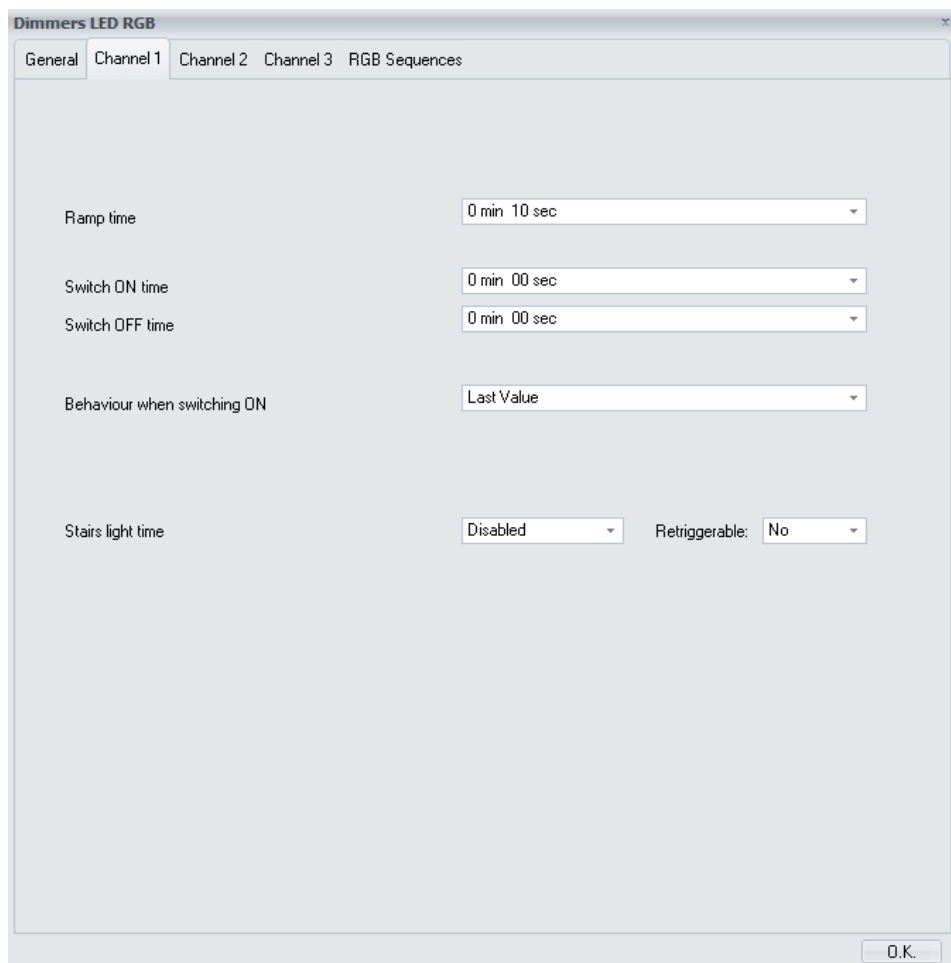 Dimmers LED RGB
General Channel 1 Channel 2 Channel 3 RGB Sequences
Ramp time 0 min 10 sec
Switch ON time 0 min 00 sec
Switch OFF time 0 min 00 sec
Behaviour when switching ON Last Value
Stairs light time Disabled Retriggerable: No
O.K.